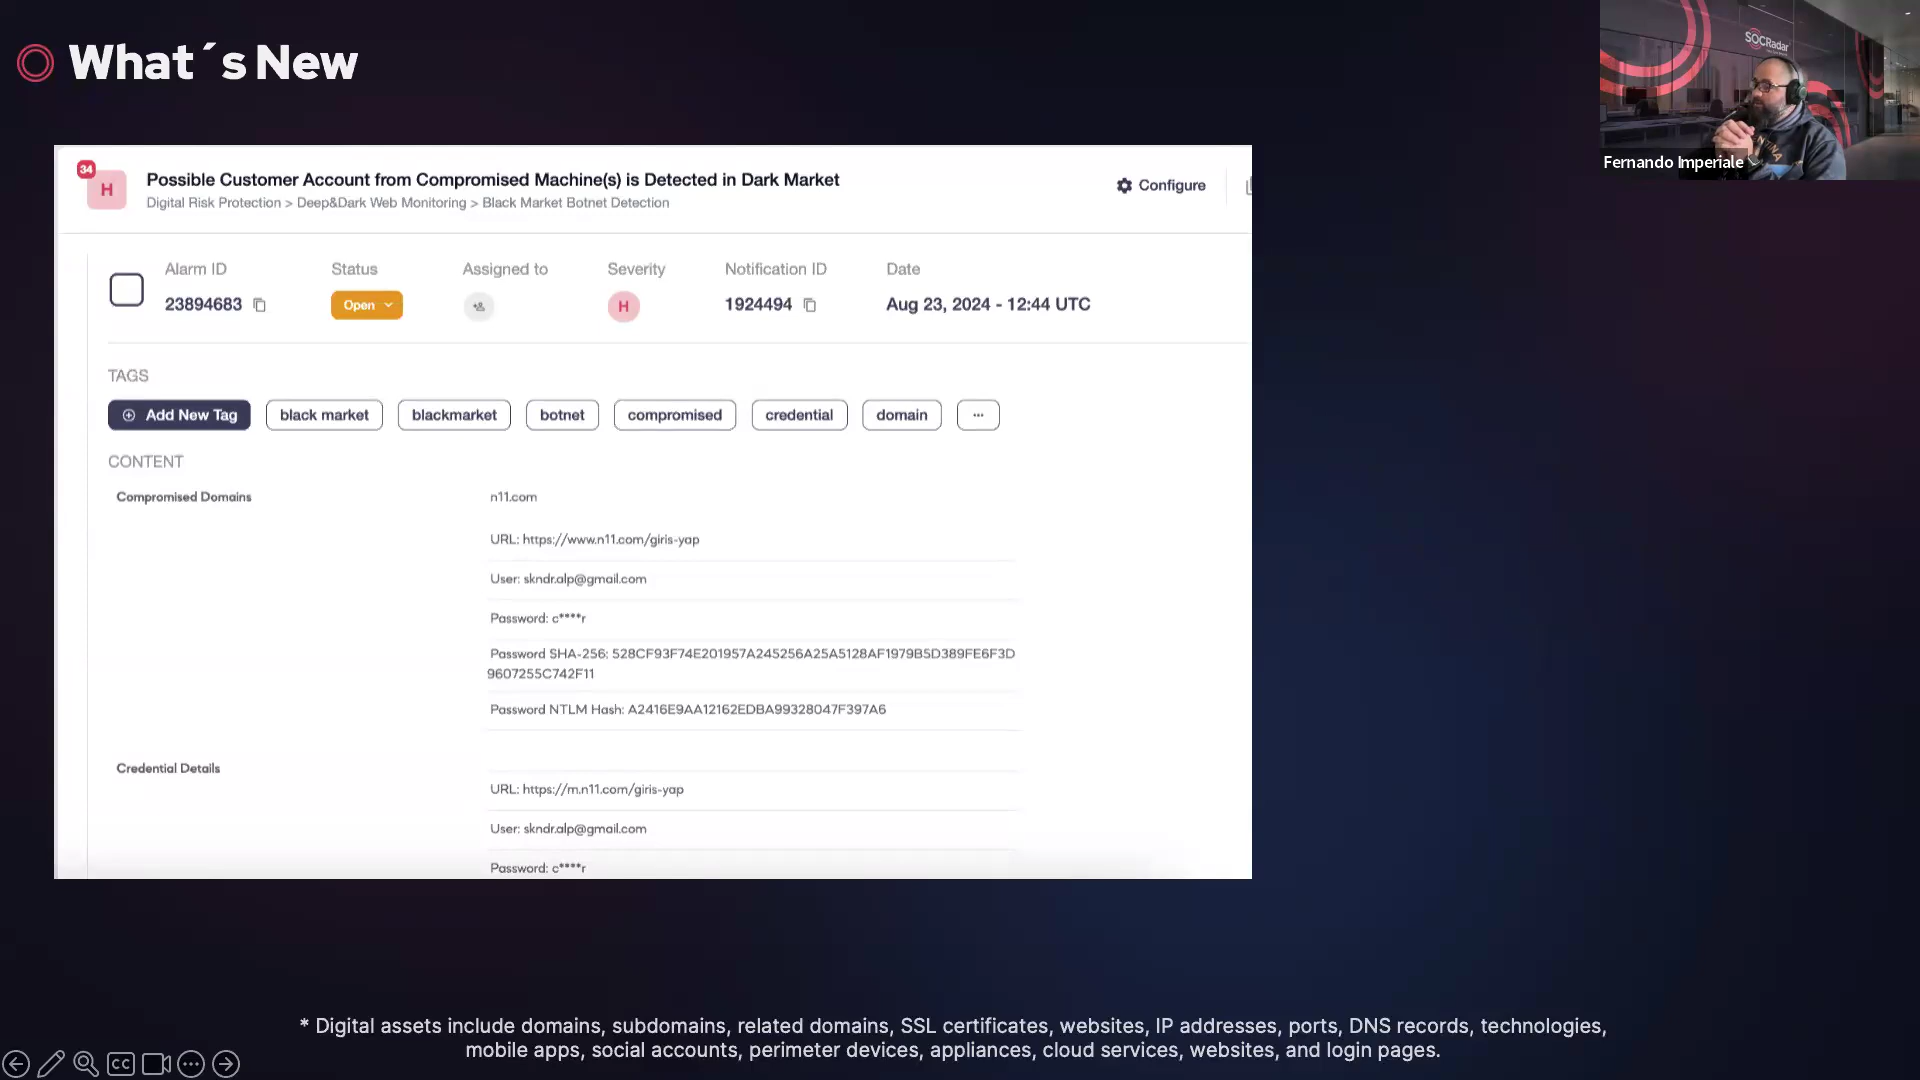 What´s New
SOCRadar
Fernando Imperiale
34
H
Possible Customer Account from Compromised Machine(s) is Detected in Dark Market
Digital Risk Protection > Deep&Dark Web Monitoring > Black Market Botnet Detection
Configure
Alarm ID
Status
Assigned to
Severity
Notification ID
Date
23894683
Open
H
1924494
Aug 23, 2024 - 12:44 UTC
TAGS
Add New Tag
black market
blackmarket
botnet
compromised
credential
domain
...
CONTENT
Compromised Domains
n11.com
URL: https://www.n11.com/giris-yap
User: skndr.alp@gmail.com
Password: c****r
Password SHA-256: 528CF93F74E201957A245256A25A5128AF1979B5D389FE6F3D
9607255C742F11
Password NTLM Hash: A2416E9AA12162EDBA99328047F397A6
Credential Details
URL: https://m.n11.com/giris-yap
User: skndr.alp@gmail.com
Password: c****r
* Digital assets include domains, subdomains, related domains, SSL certificates, websites, IP addresses, ports, DNS records, technologies,
mobile apps, social accounts, perimeter devices, appliances, cloud services, websites, and login pages.
CC